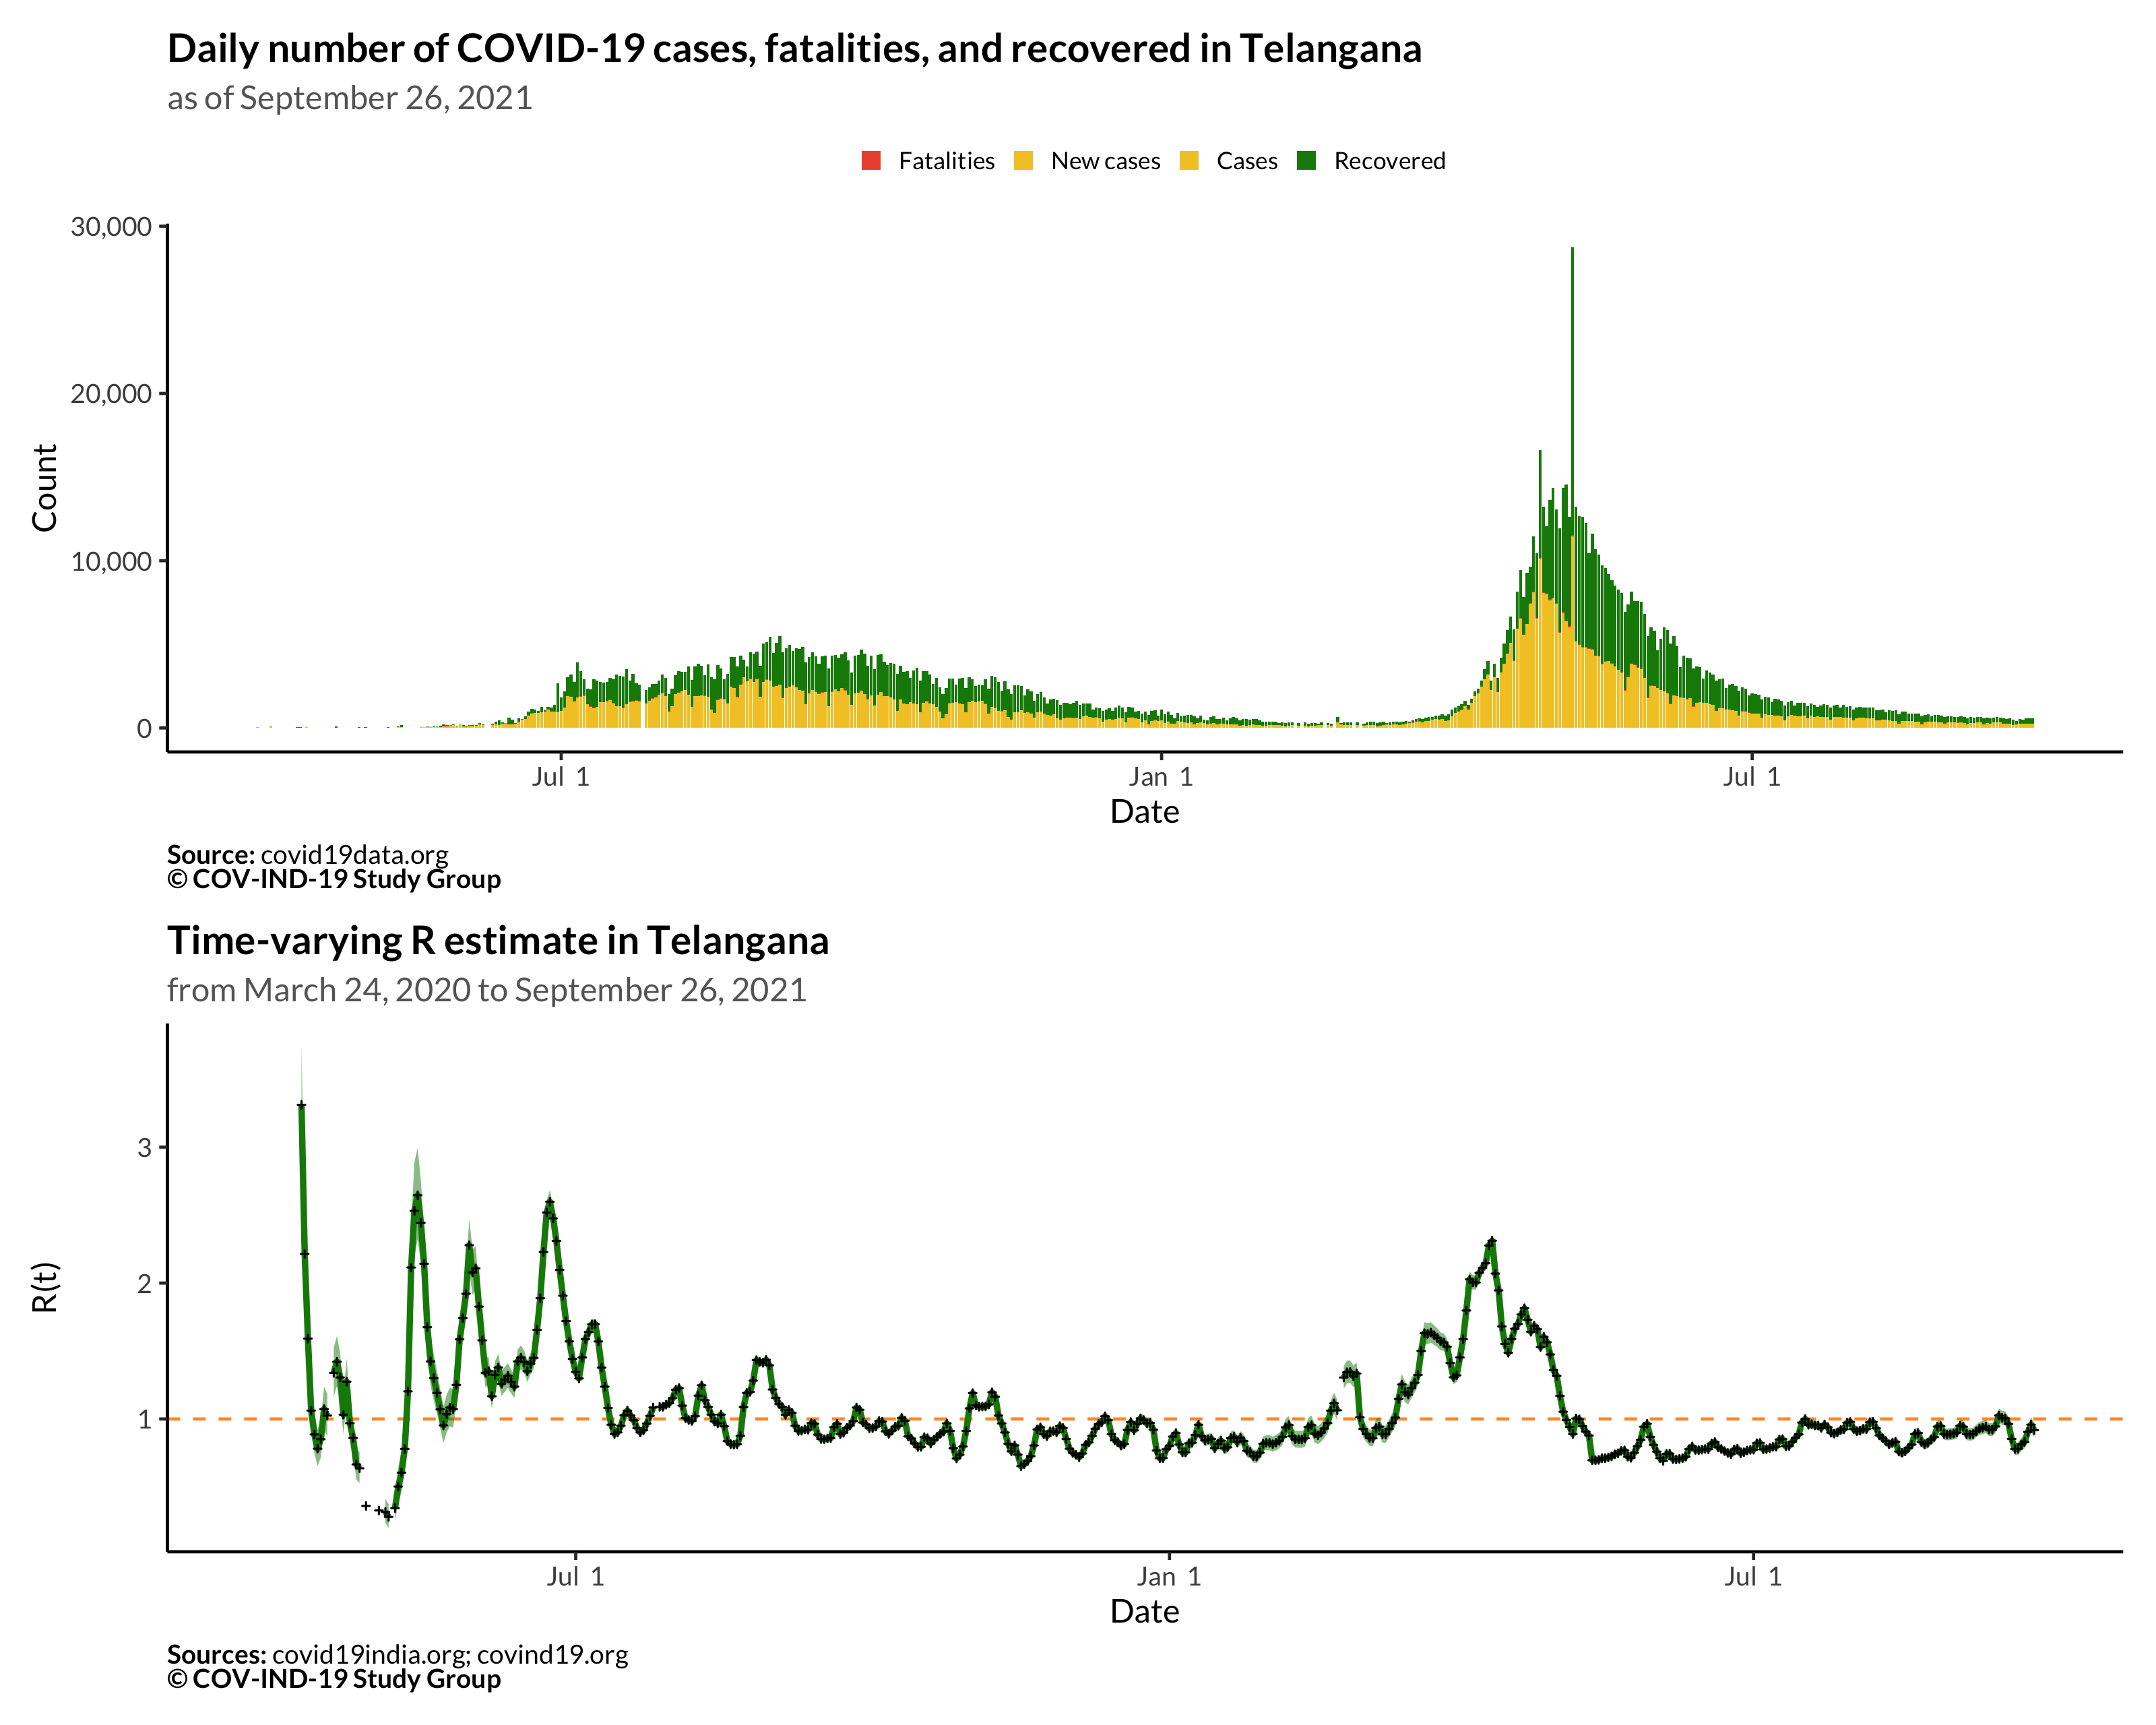 Daily number of COVID-19 cases, fatalities, and recovered in Telangana
as of September 26, 2021
Fatalities New cases Cases Recovered
30,000
20,000
10,000
0
Count
Jul 1 Jan 1 Jul 1
Date
Source: covid19data.org
© COV-IND-19 Study Group
Time-varying R estimate in Telangana
from March 24, 2020 to September 26, 2021
3
2
1
R(t)
Jul 1 Jan 1 Jul 1
Date
Sources: covid19india.org; covind19.org
© COV-IND-19 Study Group